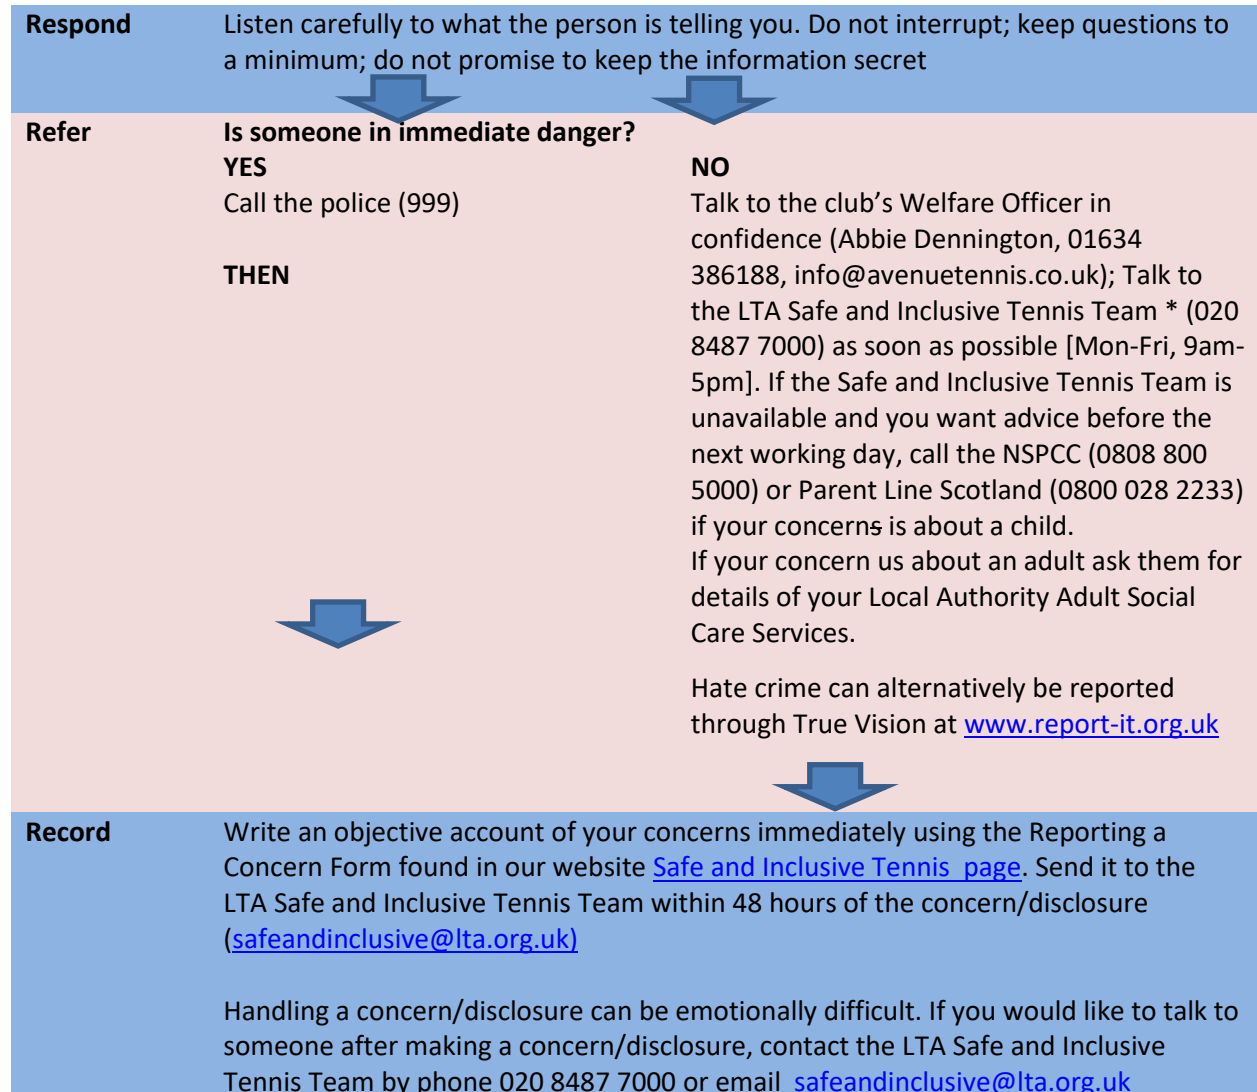 Respond
Listen carefully to what the person is telling you. Do not interrupt; keep questions to
a minimum; do not promise to keep the information secret
Refer
Is someone in immediate danger?
YES
Call the police (999)
THEN
NO
Talk to the club’s Welfare Officer in
confidence (Abbie Dennington, 01634
386188, info@avenuetennis.co.uk); Talk to
the LTA Safe and Inclusive Tennis Team * (020
8487 7000) as soon as possible [Mon-Fri, 9am-
5pm]. If the Safe and Inclusive Tennis Team is
unavailable and you want advice before the
next working day, call the NSPCC (0808 800
5000) or Parent Line Scotland (0800 028 2233)
if your concerns is about a child.
If your concern us about an adult ask them for
details of your Local Authority Adult Social
Care Services.
Hate crime can alternatively be reported
through True Vision at www.report-it.org.uk
Record
Write an objective account of your concerns immediately using the Reporting a
Concern Form found in our website Safe and Inclusive Tennis  page. Send it to the
LTA Safe and Inclusive Tennis Team within 48 hours of the concern/disclosure
(safeandinclusive@lta.org.uk)
Handling a concern/disclosure can be emotionally difficult. If you would like to talk to
someone after making a concern/disclosure, contact the LTA Safe and Inclusive
Tennis Team by phone 020 8487 7000 or email  safeandinclusive@lta.org.uk